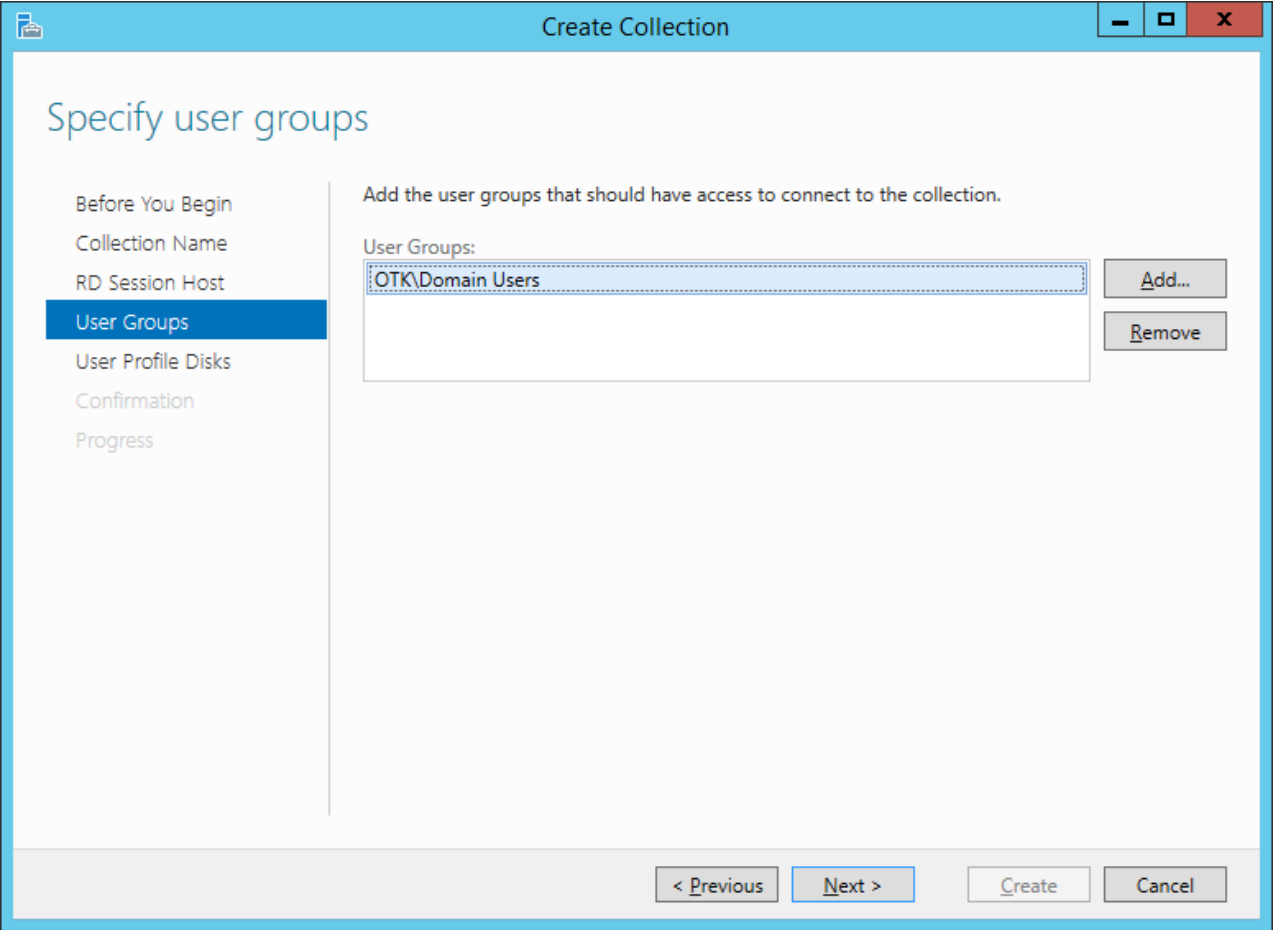 Create Collection
Specify user groups
Before You Begin
Collection Name
RD Session Host
User Groups
User Profile Disks
Confirmation
Progress
Add the user groups that should have access to connect to the collection.
User Groups:
OTK\Domain Users
Add...
Remove
< Previous
Next >
Create
Cancel